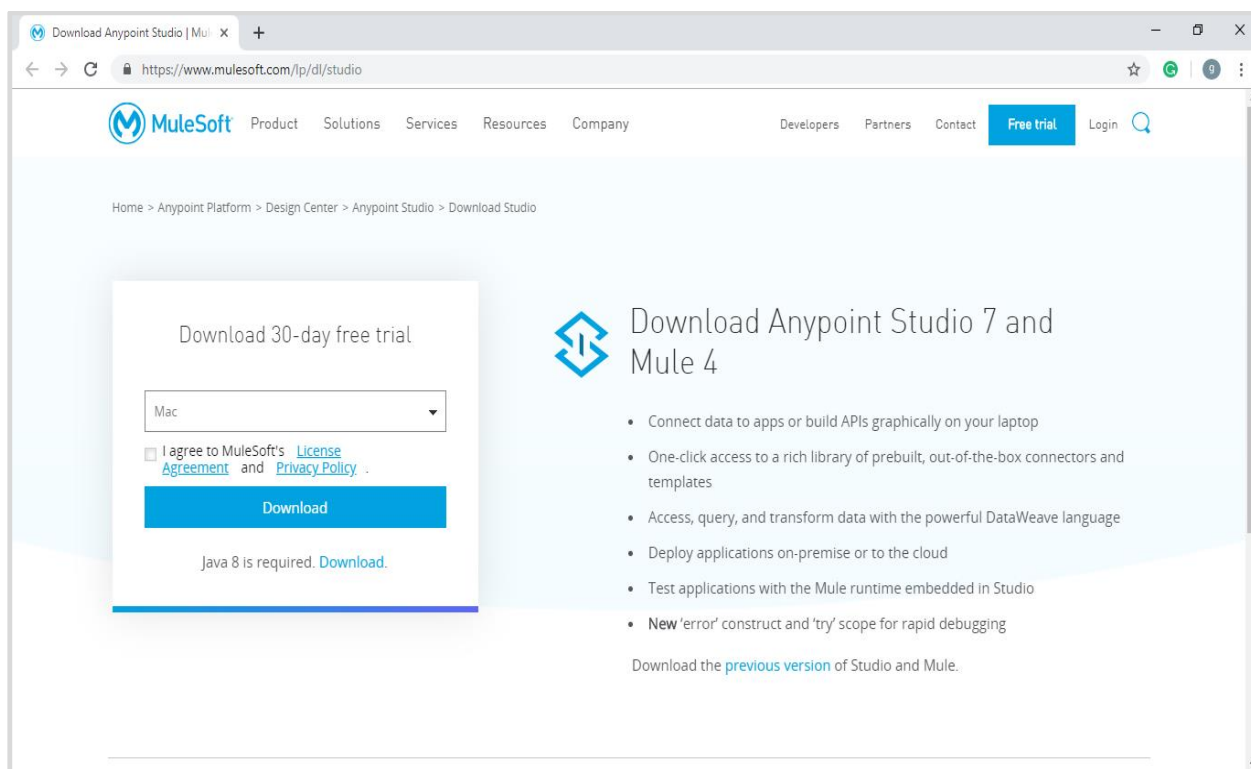 Download Anypoint Studio | Mul
https://www.mulesoft.com/lp/dl/studio
g
MuleSoft Product Solutions Services Resources Company Developers Partners Contact Free trial Login
Home > Anypoint Platform > Design Center > Anypoint Studio > Download Studio
Download 30-day free trial
Mac
I agree to MuleSoft's License
Agreement and Privacy Policy .
Download
Java 8 is required. Download.
Download Anypoint Studio 7 and
Mule 4
• Connect data to apps or build APIs graphically on your laptop
• One-click access to a rich library of prebuilt, out-of-the-box connectors and
templates
• Access, query, and transform data with the powerful DataWeave language
• Deploy applications on-premise or to the cloud
• Test applications with the Mule runtime embedded in Studio
• New 'error' construct and 'try' scope for rapid debugging
Download the previous version of Studio and Mule.